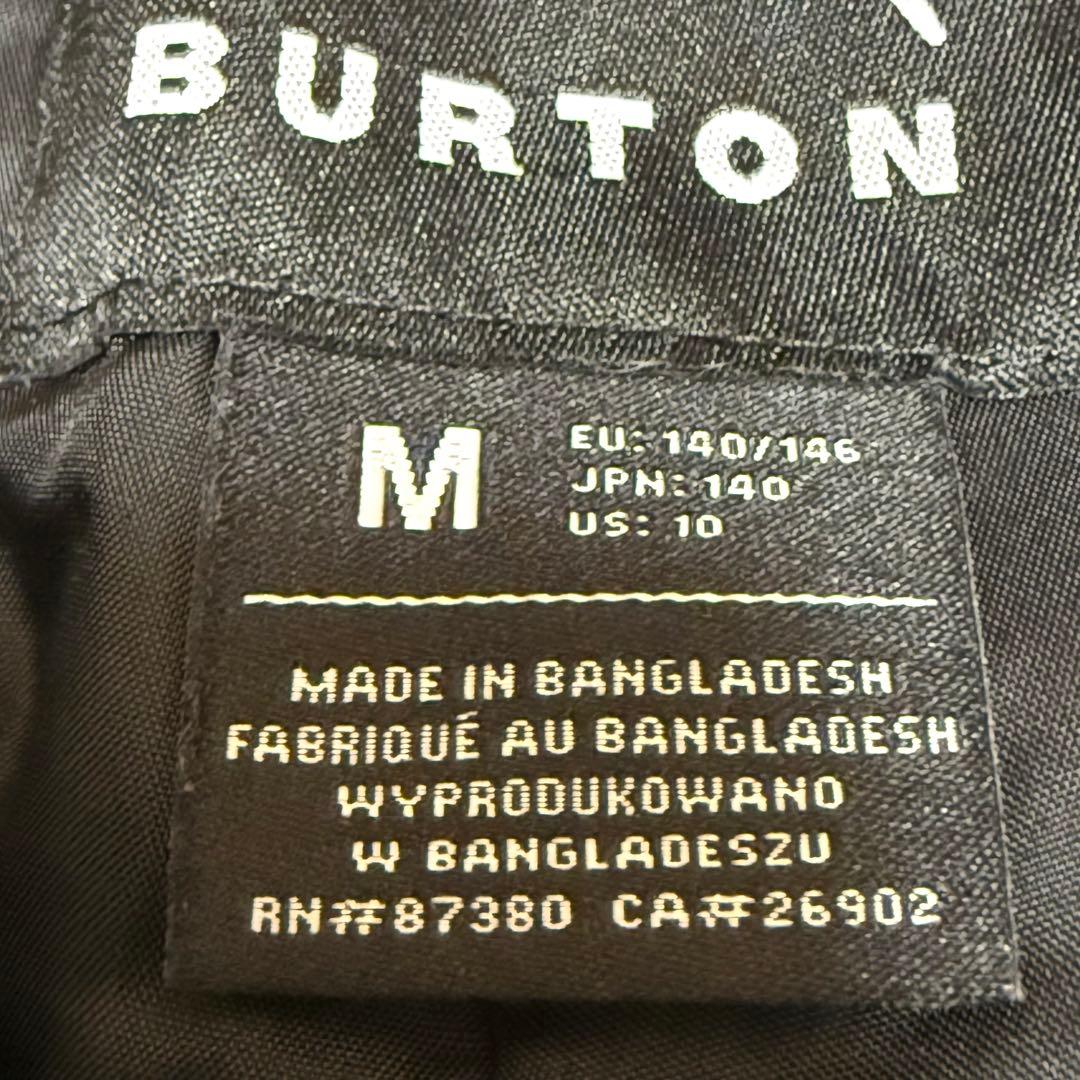 BURTON
M
EU: 140/146
JPN: 140
US: 10
MADE IN BANGLADESH
FABRIQUÉ AU BANGLADESH
WYPRODUKOWANO
W BANGLADESZU
RN#87380 CA#26902